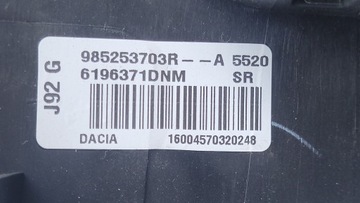 J92 G
985253703R--A 5520
6196371DNM SR
DACIA 16004570320248